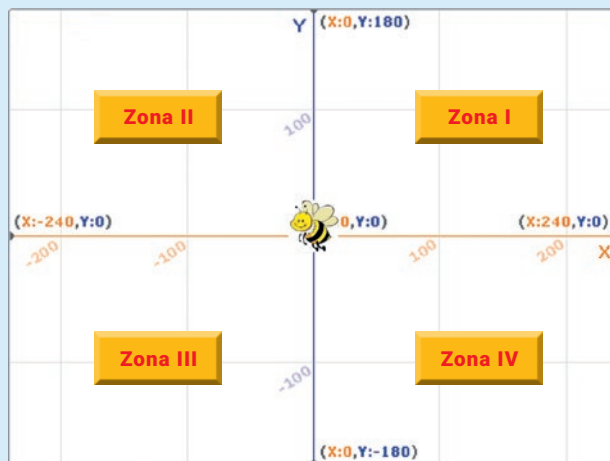 Y (X:0,Y:180)
Zona II Zona I
100
(X:-240,Y:0) 0,Y:0) (X:240,Y:0)
-200 -100 100 200 X
Zona III Zona IV
-100
(X:0,Y:-180)